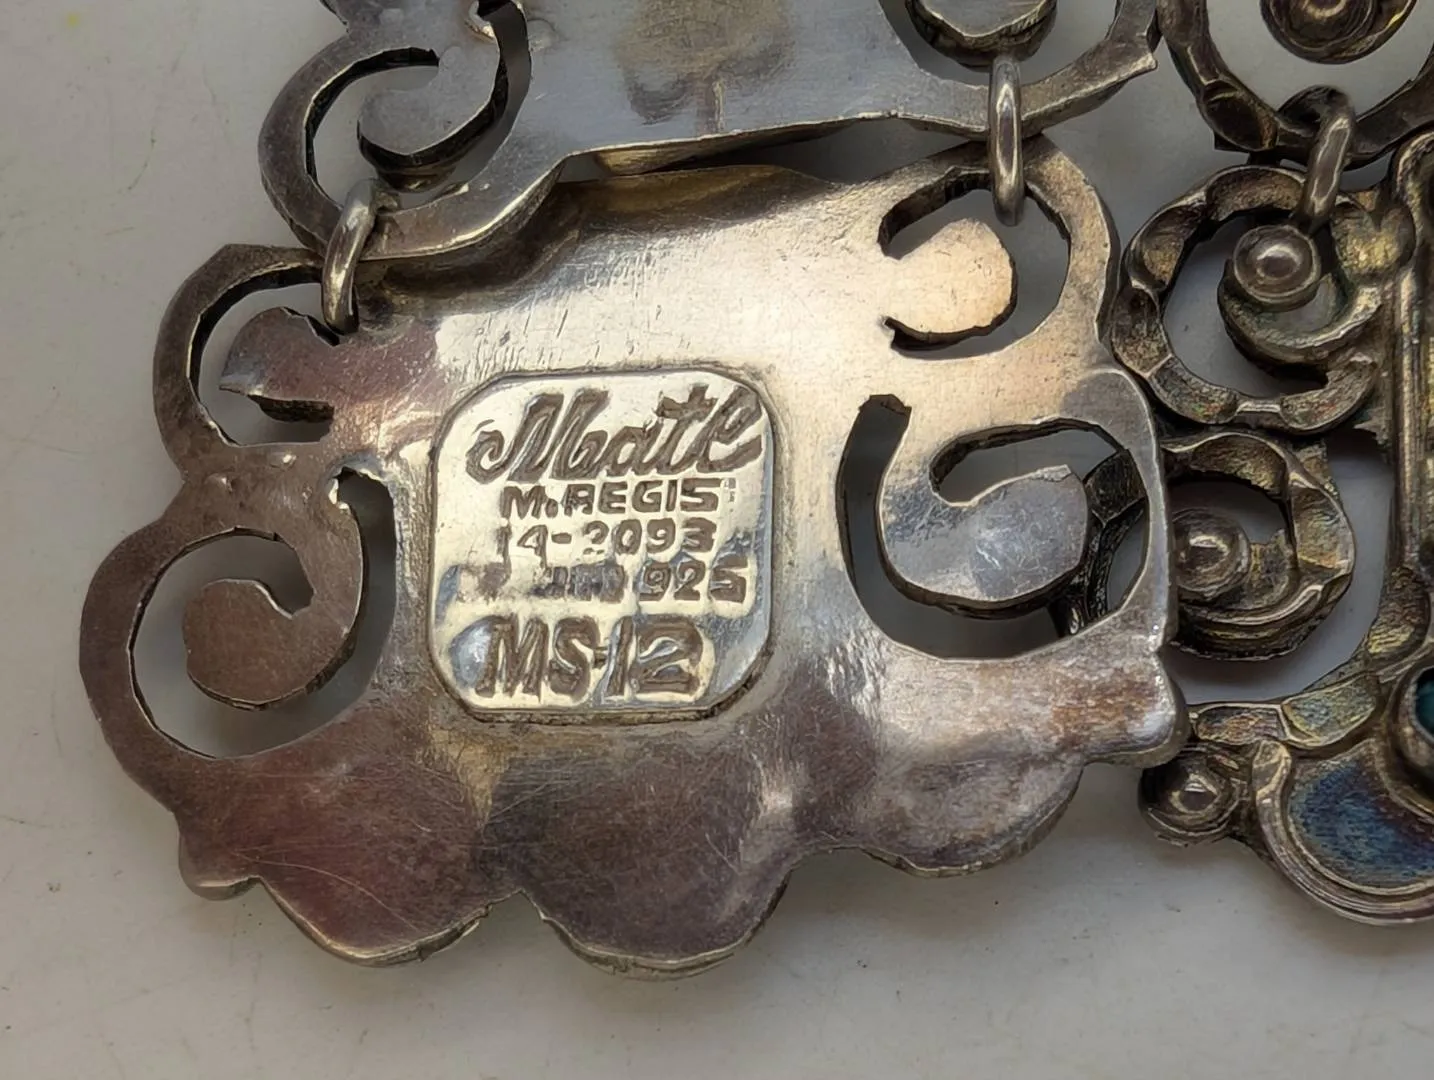 Matl
M. REGIS
14-2093
925
MS-12